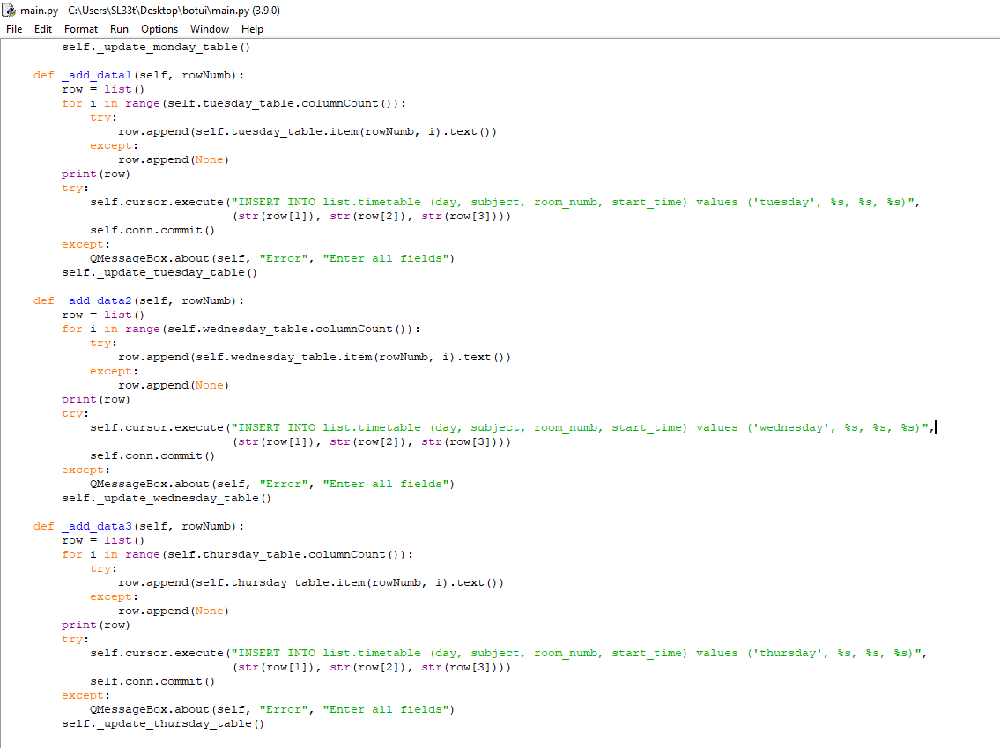 main.py - C:\Users\SL33t\Desktop\botui\main.py (3.9.0)
File Edit Format Run Options Window Help
        self._update_monday_table()

    def _add_data1(self, rowNumb):
        row = list()
        for i in range(self.tuesday_table.columnCount()):
            try:
                row.append(self.tuesday_table.item(rowNumb, i).text())
            except:
                row.append(None)
        print(row)
        try:
            self.cursor.execute("INSERT INTO list.timetable (day, subject, room_numb, start_time) values ('tuesday', %s, %s, %s)",
                                (str(row[1]), str(row[2]), str(row[3])))
            self.conn.commit()
        except:
            QMessageBox.about(self, "Error", "Enter all fields")
        self._update_tuesday_table()

    def _add_data2(self, rowNumb):
        row = list()
        for i in range(self.wednesday_table.columnCount()):
            try:
                row.append(self.wednesday_table.item(rowNumb, i).text())
            except:
                row.append(None)
        print(row)
        try:
            self.cursor.execute("INSERT INTO list.timetable (day, subject, room_numb, start_time) values ('wednesday', %s, %s, %s)",
                                (str(row[1]), str(row[2]), str(row[3])))
            self.conn.commit()
        except:
            QMessageBox.about(self, "Error", "Enter all fields")
        self._update_wednesday_table()

    def _add_data3(self, rowNumb):
        row = list()
        for i in range(self.thursday_table.columnCount()):
            try:
                row.append(self.thursday_table.item(rowNumb, i).text())
            except:
                row.append(None)
        print(row)
        try:
            self.cursor.execute("INSERT INTO list.timetable (day, subject, room_numb, start_time) values ('thursday', %s, %s, %s)",
                                (str(row[1]), str(row[2]), str(row[3])))
            self.conn.commit()
        except:
            QMessageBox.about(self, "Error", "Enter all fields")
        self._update_thursday_table()